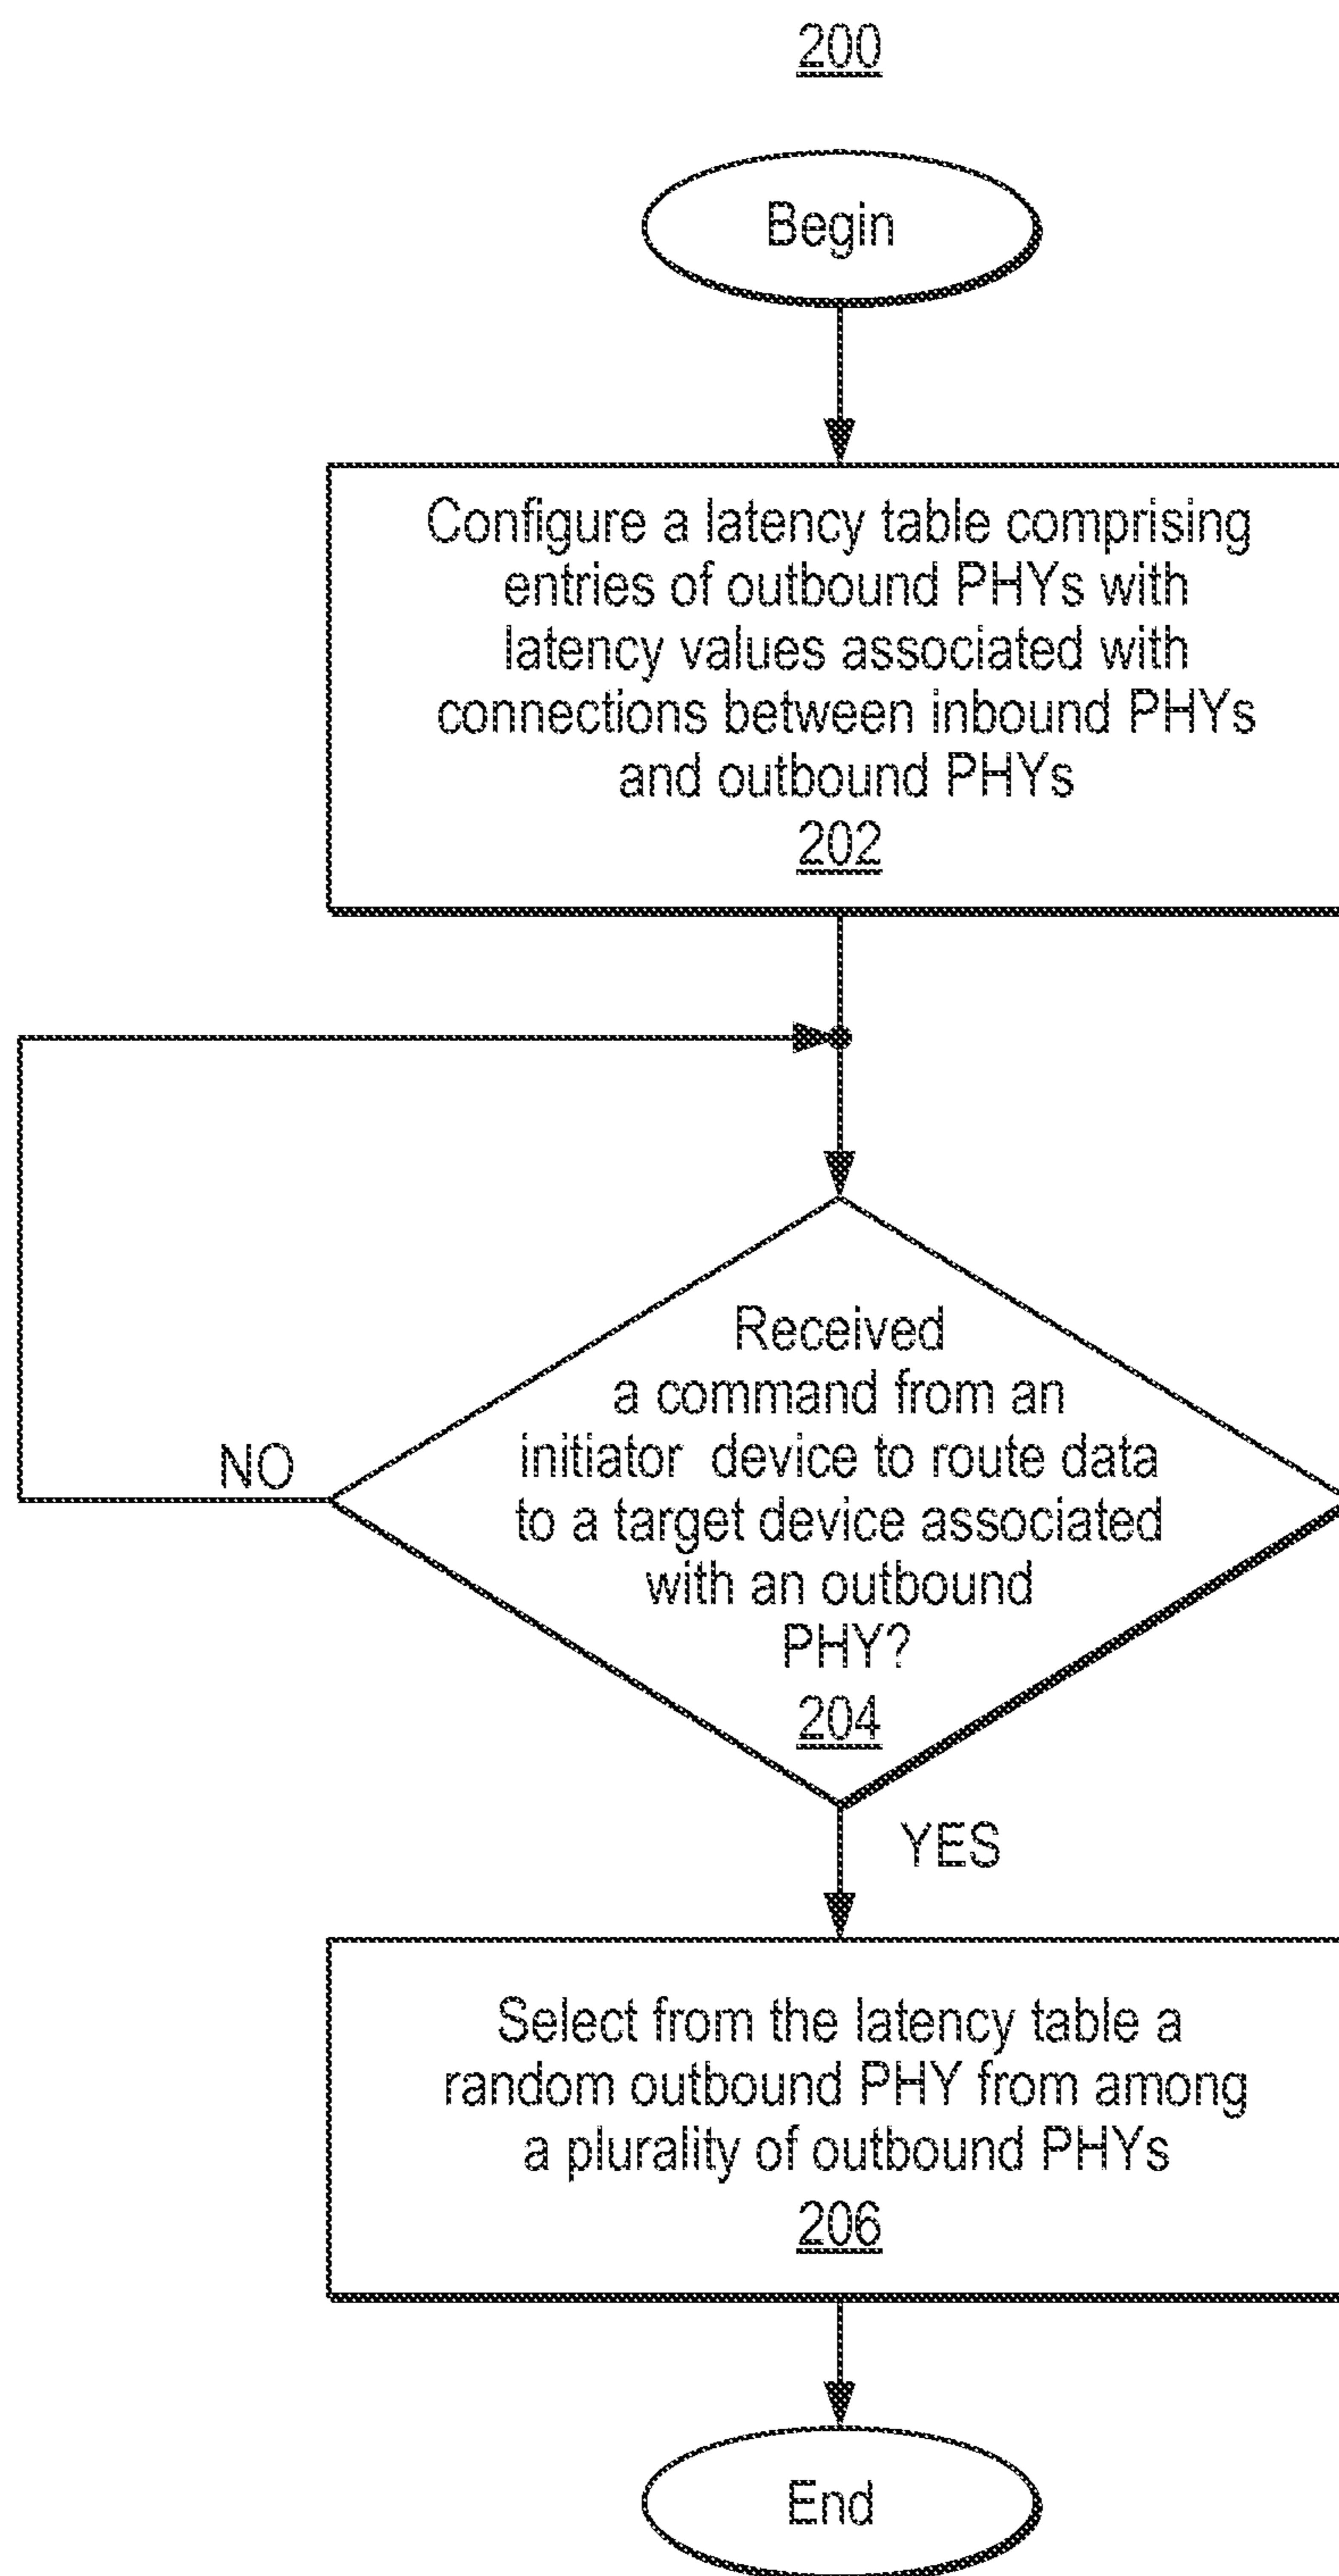 200
Begin
Configure a latency table comprising
entries of outbound PHYs with
latency values associated with
connections between inbound PHYs
and outbound PHYs
202
Received
a command from an
initiator device to route data
to a target device associated
with an outbound
PHY?
204
NO
YES
Select from the latency table a
random outbound PHY from among
a plurality of outbound PHYs
206
End